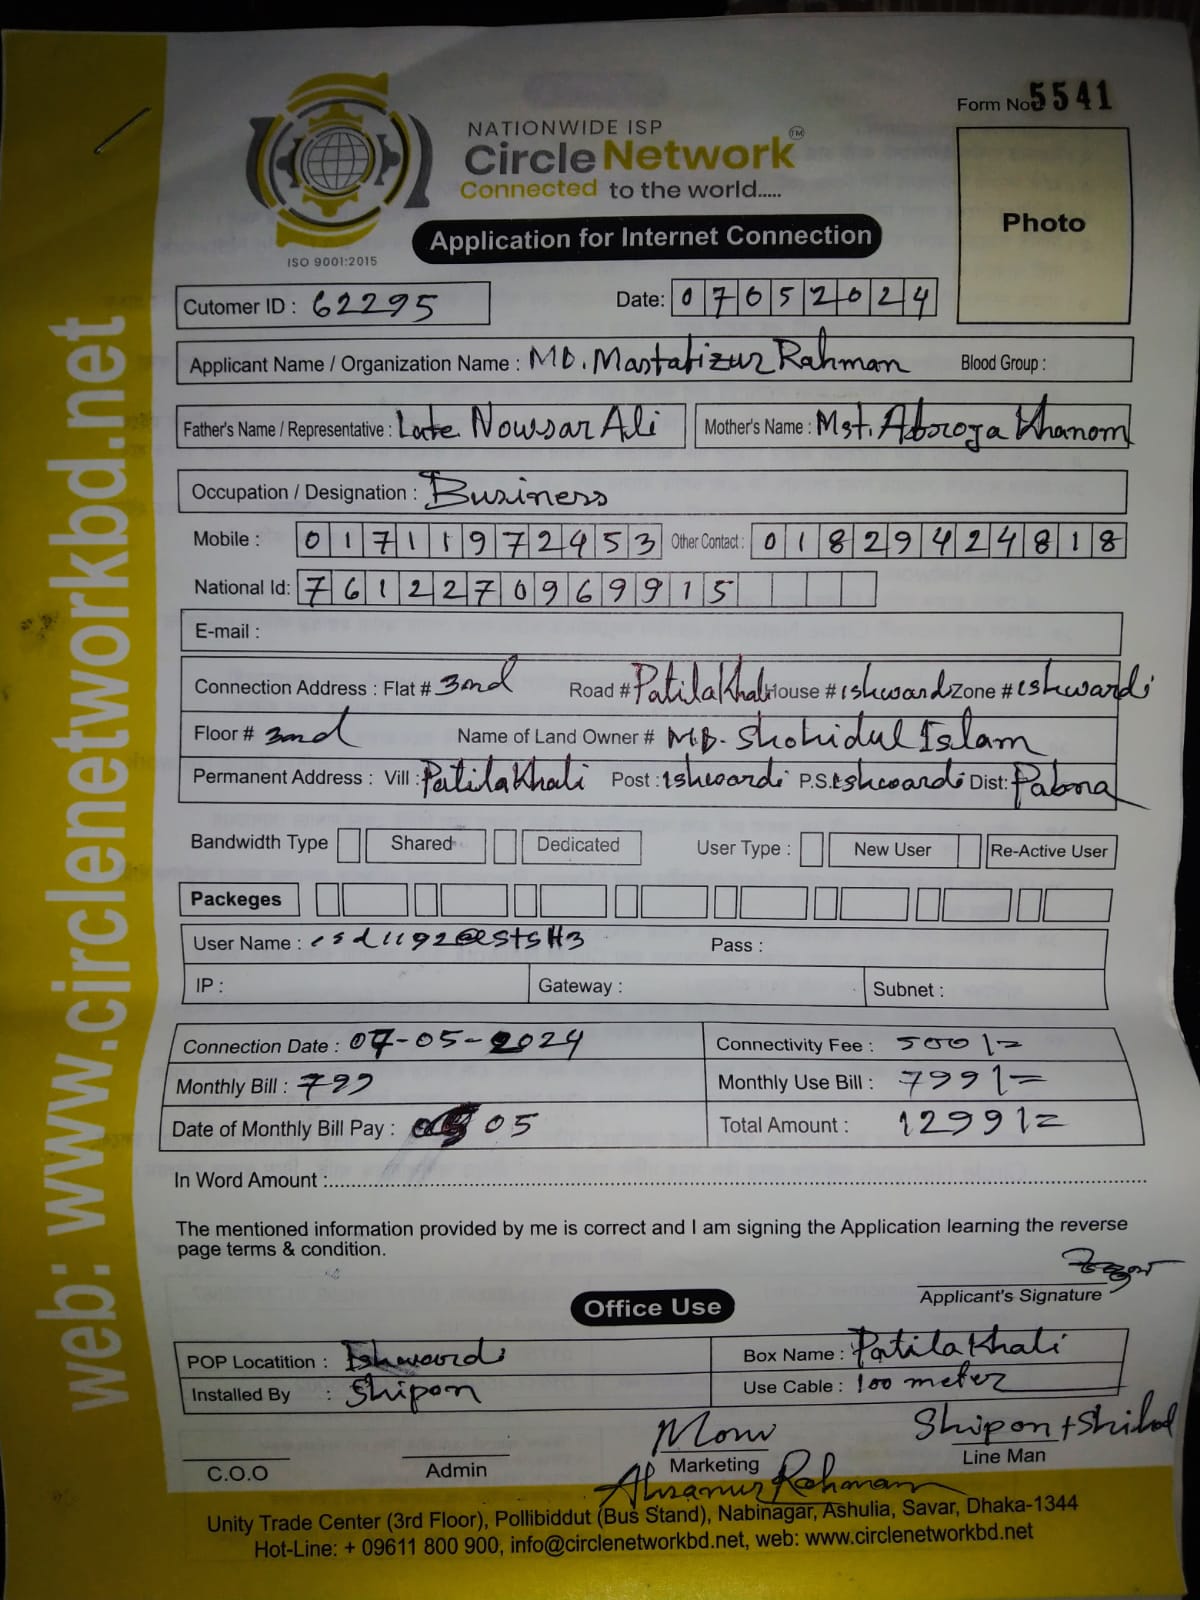 Form No 5541
NATIONWIDE ISP
Circle Network TM
Connected to the world.....
ISO 9001:2015
Application for Internet Connection
Photo
web: www.circlenetworkbd.net
Cutomer ID : 62295
Date: 07052024
Applicant Name / Organization Name : MD. Mastafizur Rahman Blood Group :
Father's Name / Representative : Late. Nowsar Ali Mother's Name : Mst. Khanom
Occupation / Designation : Business
Mobile : 01711972453 Other Contact : 01829424818
National Id: 7612270969915
E-mail :
Connection Address : Flat # 3nd Road # PatilaKhali House # ishwardi Zone # ishwardi
Floor # 3nd Name of Land Owner # MD. Shohidul Islam
Permanent Address : Vill : PatilaKhali Post : ishwardi P.S. Eshwardi Dist: Pabna
Bandwidth Type Shared Dedicated User Type : New User Re-Active User
Packeges
User Name : esd1192@estsH3 Pass :
IP : Gateway : Subnet :
Connection Date : 07-05-2024 Connectivity Fee : 500/=
Monthly Bill : 799 Monthly Use Bill : 799/=
Date of Monthly Bill Pay : 05 Total Amount : 1299/=
In Word Amount :
The mentioned information provided by me is correct and I am signing the Application learning the reverse
page terms & condition.
Applicant's Signature
Office Use
POP Locatition : Ishwardi Box Name : PatilaKhali
Installed By : Shipon Use Cable : 100 meter
Shipon +
C.O.O Admin Marketing Line Man
Rahman
Unity Trade Center (3rd Floor), Pollibiddut (Bus Stand), Nabinagar, Ashulia, Savar, Dhaka-1344
Hot-Line: + 09611 800 900, info@circlenetworkbd.net, web: www.circlenetworkbd.net